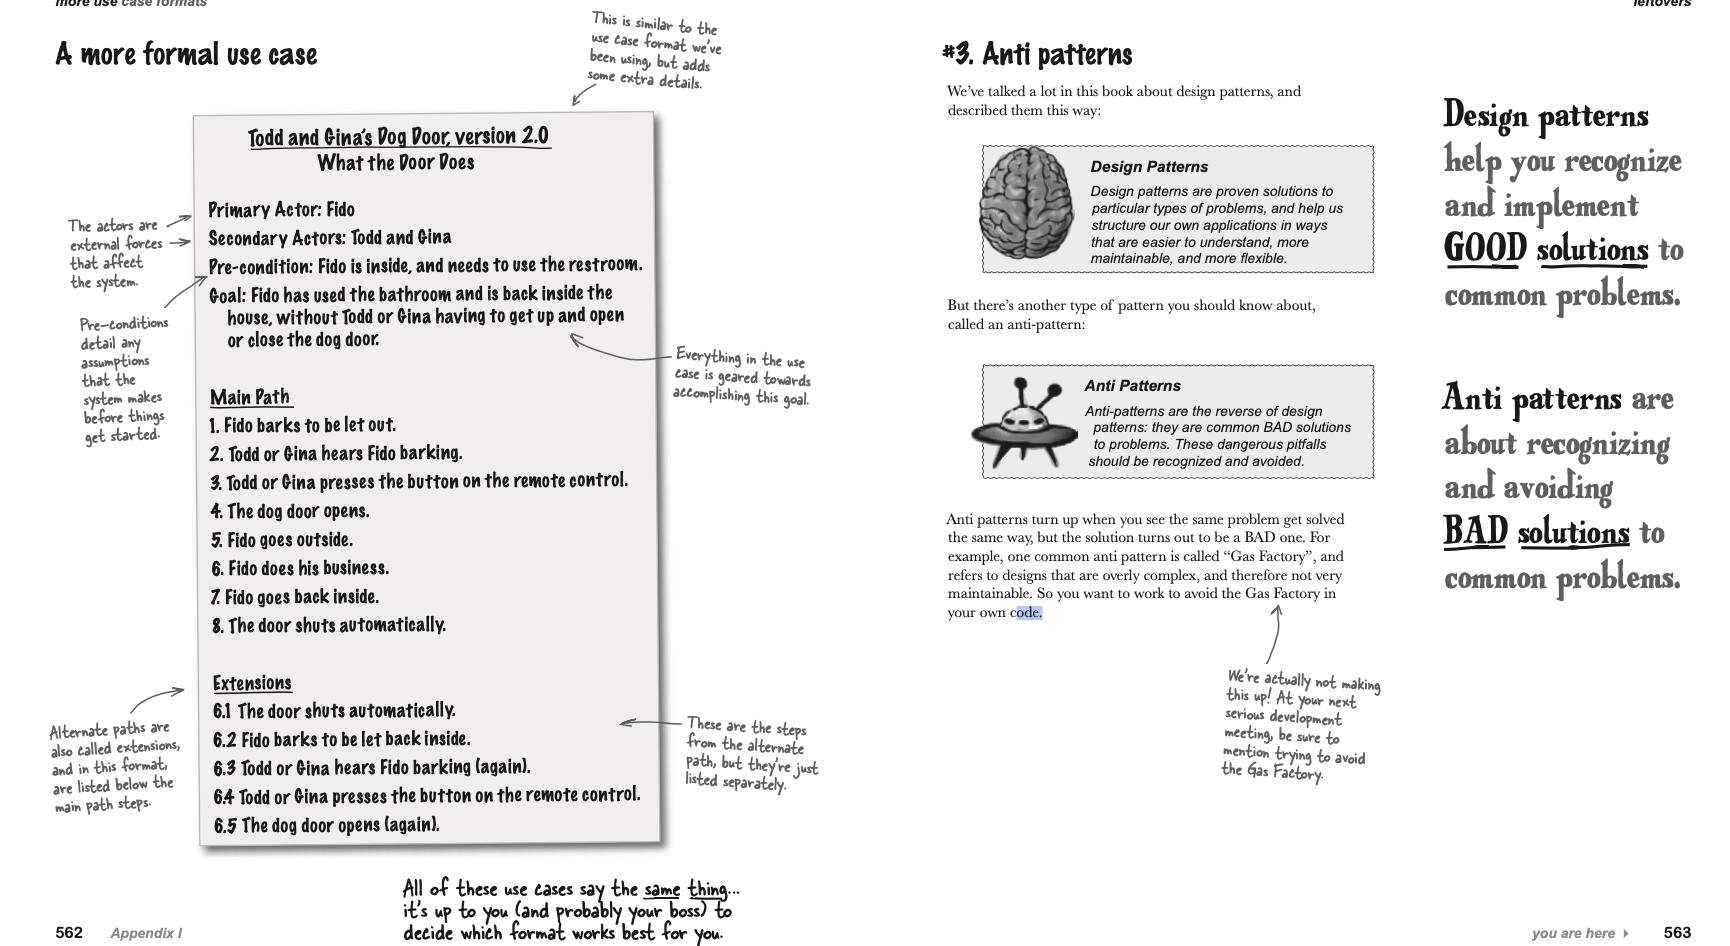 more use case formats
A more formal use case
This is similar to the
use case format we've
been using, but adds
some extra details.
Todd and Gina's Dog Door, version 2.0
What the Door Does
Primary Actor: Fido
Secondary Actors: Todd and Gina
Pre-condition: Fido is inside, and needs to use the restroom.
Goal: Fido has used the bathroom and is back inside the
house, without Todd or Gina having to get up and open
or close the dog door.
The actors are
external forces
that affect
the system.
Pre-conditions
detail any
assumptions
that the
system makes
before things
get started.
Everything in the use
case is geared towards
accomplishing this goal.
Main Path
1. Fido barks to be let out.
2. Todd or Gina hears Fido barking.
3. Todd or Gina presses the button on the remote control.
4. The dog door opens.
5. Fido goes outside.
6. Fido does his business.
7. Fido goes back inside.
8. The door shuts automatically.
Extensions
6.1 The door shuts automatically.
6.2 Fido barks to be let back inside.
6.3 Todd or Gina hears Fido barking (again).
6.4 Todd or Gina presses the button on the remote control.
6.5 The dog door opens (again).
Alternate paths are
also called extensions,
and in this format,
are listed below the
main path steps.
These are the steps
from the alternate
path, but they're just
listed separately.
All of these use cases say the same thing...
it's up to you (and probably your boss) to
decide which format works best for you.
562 Appendix I
leftovers
#3. Anti patterns
We've talked a lot in this book about design patterns, and
described them this way:
Design Patterns
Design patterns are proven solutions to
particular types of problems, and help us
structure our own applications in ways
that are easier to understand, more
maintainable, and more flexible.
But there's another type of pattern you should know about,
called an anti-pattern:
Anti Patterns
Anti-patterns are the reverse of design
patterns: they are common BAD solutions
to problems. These dangerous pitfalls
should be recognized and avoided.
Anti patterns turn up when you see the same problem get solved
the same way, but the solution turns out to be a BAD one. For
example, one common anti pattern is called “Gas Factory”, and
refers to designs that are overly complex, and therefore not very
maintainable. So you want to work to avoid the Gas Factory in
your own code.
We're actually not making
this up! At your next
serious development
meeting, be sure to
mention trying to avoid
the Gas Factory.
Design patterns
help you recognize
and implement
GOOD solutions to
common problems.
Anti patterns are
about recognizing
and avoiding
BAD solutions to
common problems.
you are here
563